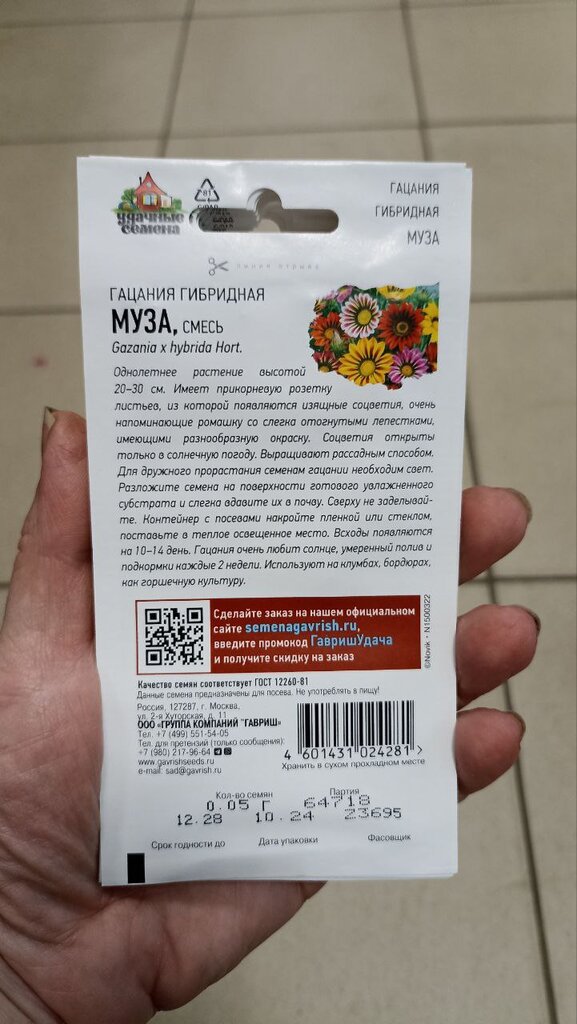 удачные
семена
81
C/PAP
ГАЦАНИЯ
ГИБРИДНАЯ
МУЗА
линия отрыва
ГАЦАНИЯ ГИБРИДНАЯ
МУЗА, СМЕСЬ
Gazania x hybrida Hort.
Однолетнее растение высотой
20–30 см. Имеет прикорневую розетку
листьев, из которой появляются изящные соцветия, очень
напоминающие ромашку со слегка отогнутыми лепестками,
имеющими разнообразную окраску. Соцветия открыты
только в солнечную погоду. Выращивают рассадным способом.
Для дружного прорастания семенам гацании необходим свет.
Разложите семена на поверхности готового увлажненного
субстрата и слегка вдавите их в почву. Сверху не заделывай-
те. Контейнер с посевами накройте пленкой или стеклом,
поставьте в теплое освещенное место. Всходы появляются
на 10–14 день. Гацания очень любит солнце, умеренный полив и
подкормки каждые 2 недели. Используют на клумбах, бордюрах,
как горшечную культуру.
Сделайте заказ на нашем официальном
сайте semenagavrish.ru,
введите промокод ГавришУдача
и получите скидку на заказ
©Novik • N1500322
Качество семян соответствует ГОСТ 12260-81
Данные семена предназначены для посева. Не употреблять в пищу!
Россия, 127287, г. Москва,
ул. 2-я Хуторская, д. 11
ООО «ГРУППА КОМПАНИЙ "ГАВРИШ»
Тел. +7 (499) 551-54-05
Тел. для претензий (только сообщения):
+7 (980) 217-96-64
www.gavrishseeds.ru
e-mail: sad@gavrish.ru
4 601431 024281 >
Хранить в сухом прохладном месте
Кол-во семян Партия
0.05 Г 64718
12.28 10.24 23695
Срок годности до Дата упаковки Фасовщик